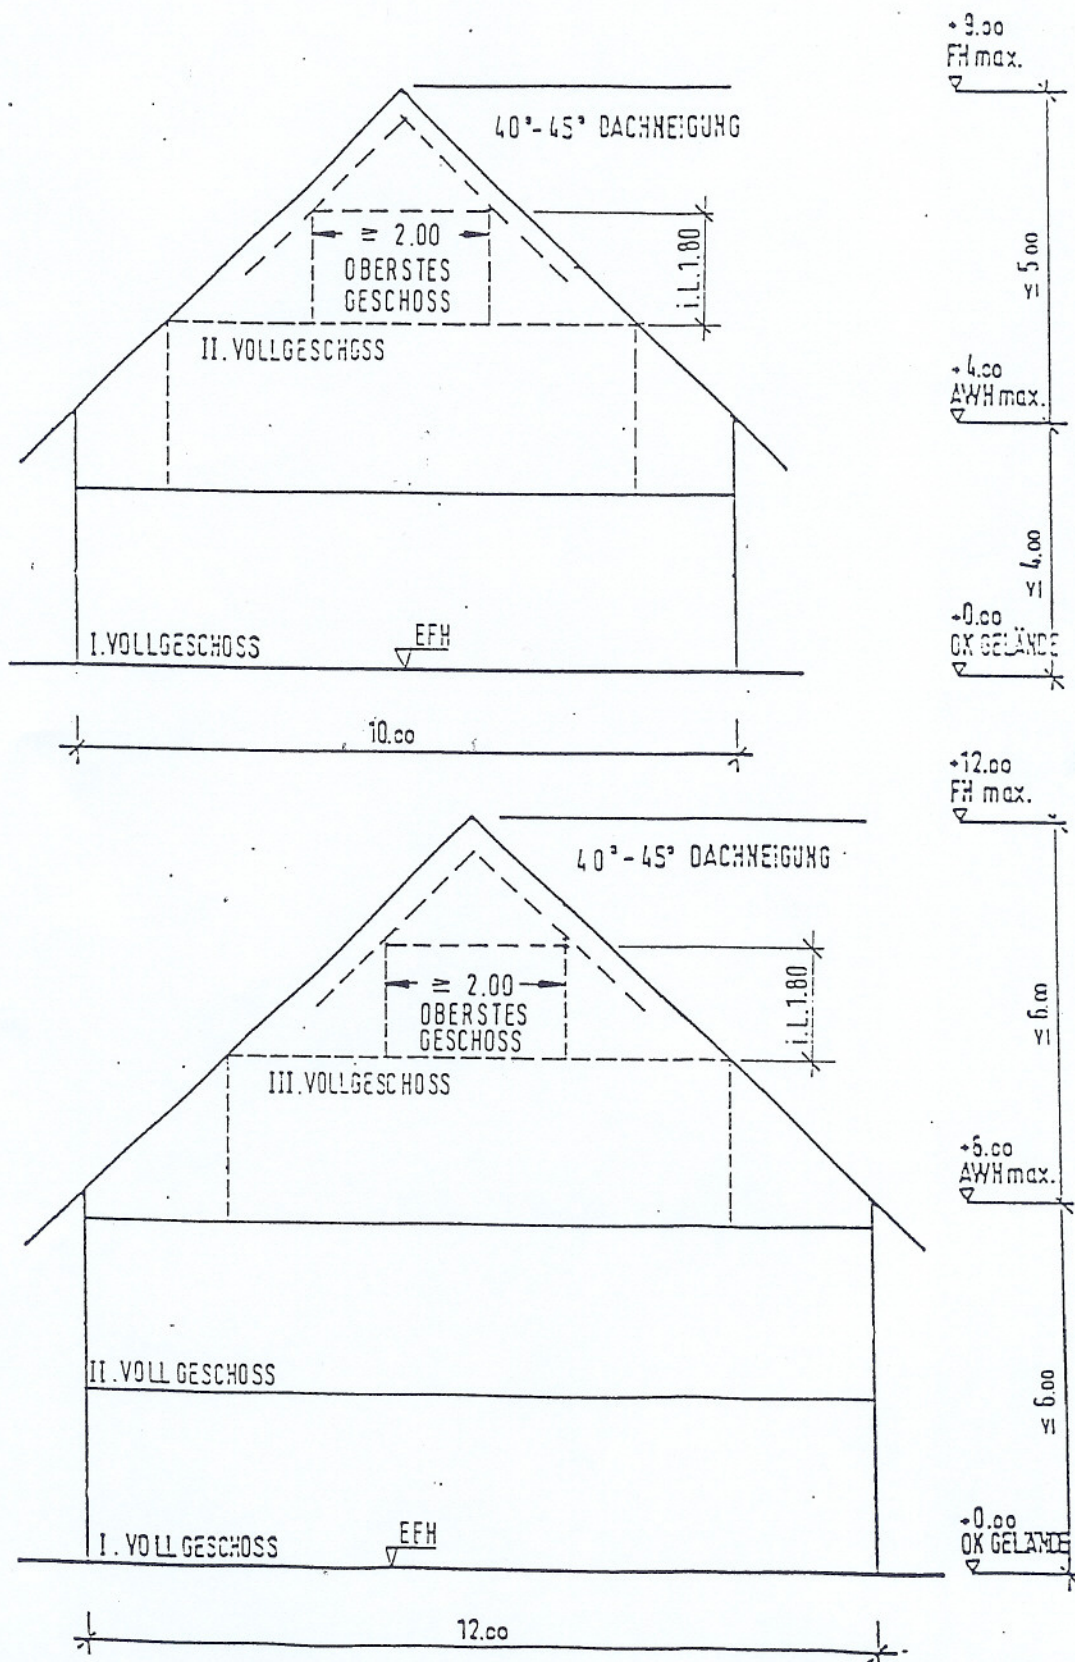 +9.00
FH max.
40°-45° DACHNEIGUNG
≥ 2.00
OBERSTES
GESCHOSS
i.L.1.80
≤ 5.00
II.VOLLGESCHOSS
+4.00
AWH max.
≤ 4.00
I.VOLLGESCHOSS
EFH
+0.00
OK GELÄNDE
10.00
+12.00
FH max.
40°-45° DACHNEIGUNG
≥ 2.00
OBERSTES
GESCHOSS
i.L.1.80
≤ 6.00
III.VOLLGESCHOSS
+6.00
AWH max.
II.VOLLGESCHOSS
≤ 6.00
I.VOLLGESCHOSS
EFH
+0.00
OK GELÄNDE
12.00